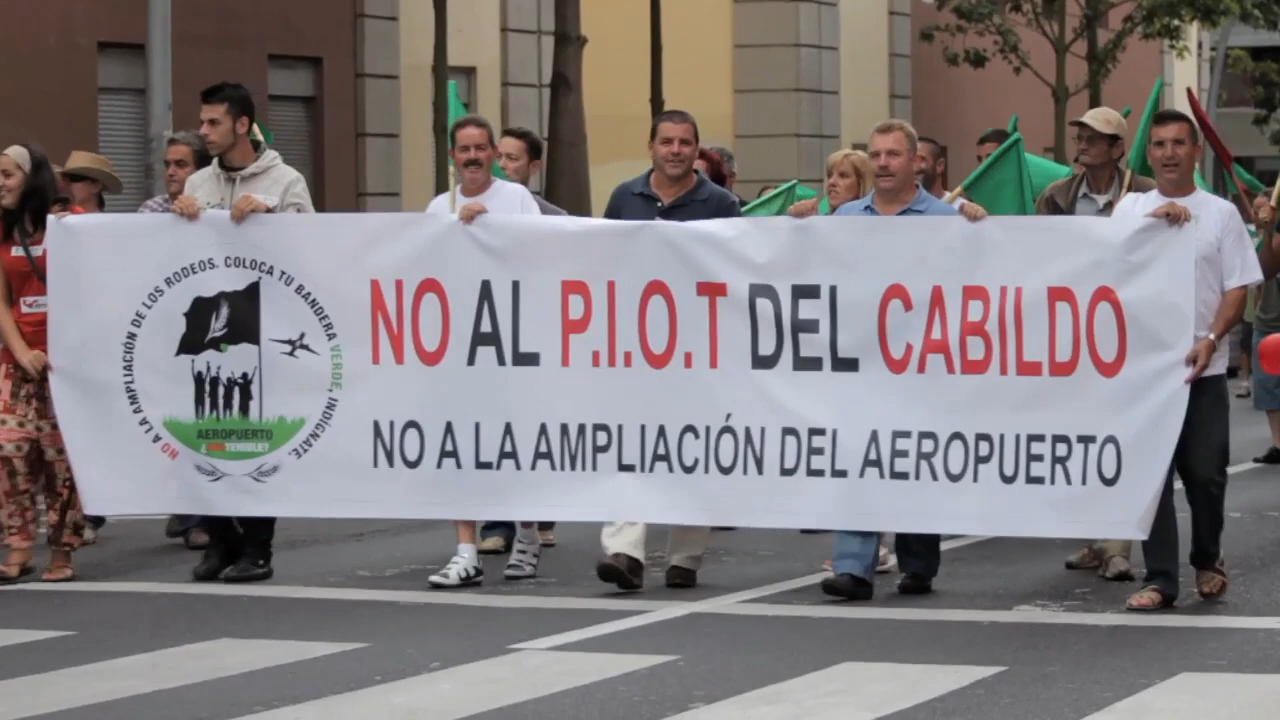 NO A LA AMPLIACIÓN DE LOS RODEOS. COLOCA TU BANDERA VERDE, INDÍGNATE.
AEROPUERTO
NO AL P.I.O.T DEL CABILDO
NO A LA AMPLIACIÓN DEL AEROPUERTO